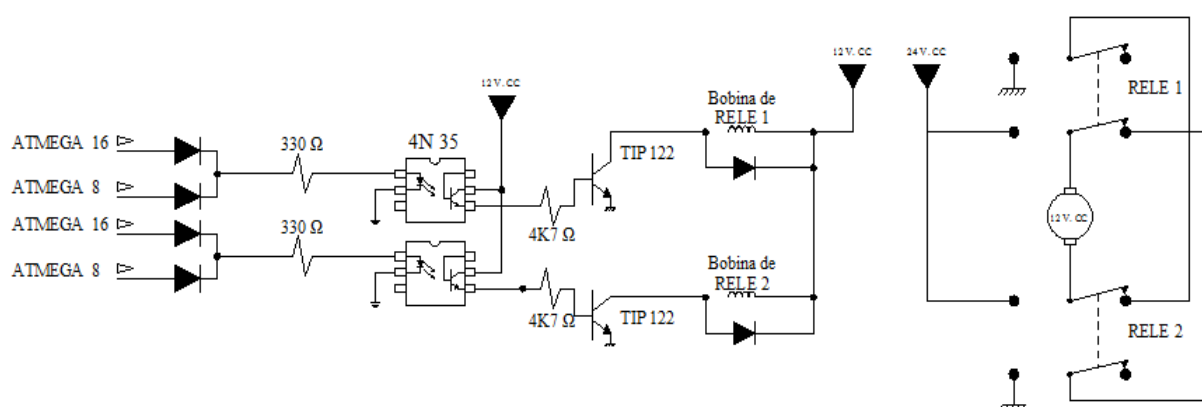 12 V. CC
24 V. CC
12 V. CC
RELE 1
Bobina de
RELE 1
ATMEGA 16
330 Ω
4N 35
TIP 122
ATMEGA 8
12 V. CC
ATMEGA 16
330 Ω
4K7 Ω
ATMEGA 8
Bobina de
RELE 2
TIP 122
4K7 Ω
RELE 2